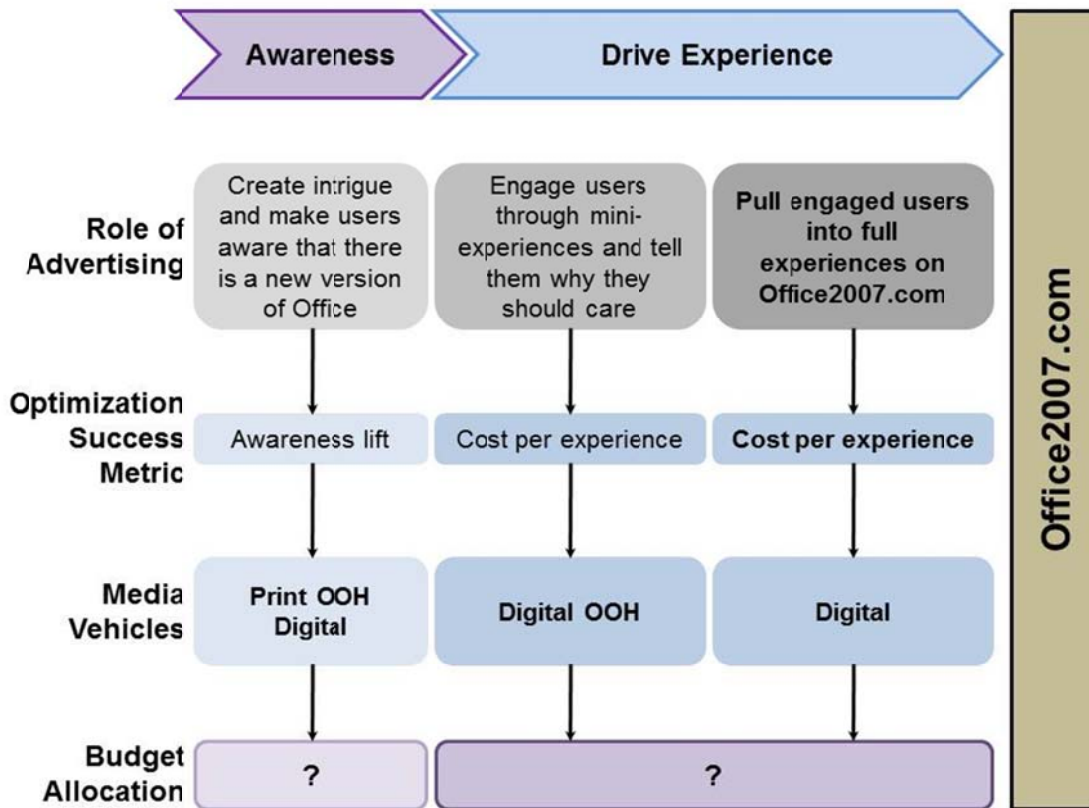 Awareness
Drive Experience
Role of
Advertising
Create intrigue
and make users
aware that there
is a new version
of Office
Engage users
through mini-
experiences and tell
them why they
should care
Pull engaged users
into full
experiences on
Office2007.com
Optimization
Success
Metric
Awareness lift
Cost per experience
Cost per experience
Media
Vehicles
Print OOH
Digital
Digital OOH
Digital
Budget
Allocation
?
?
Office2007.com